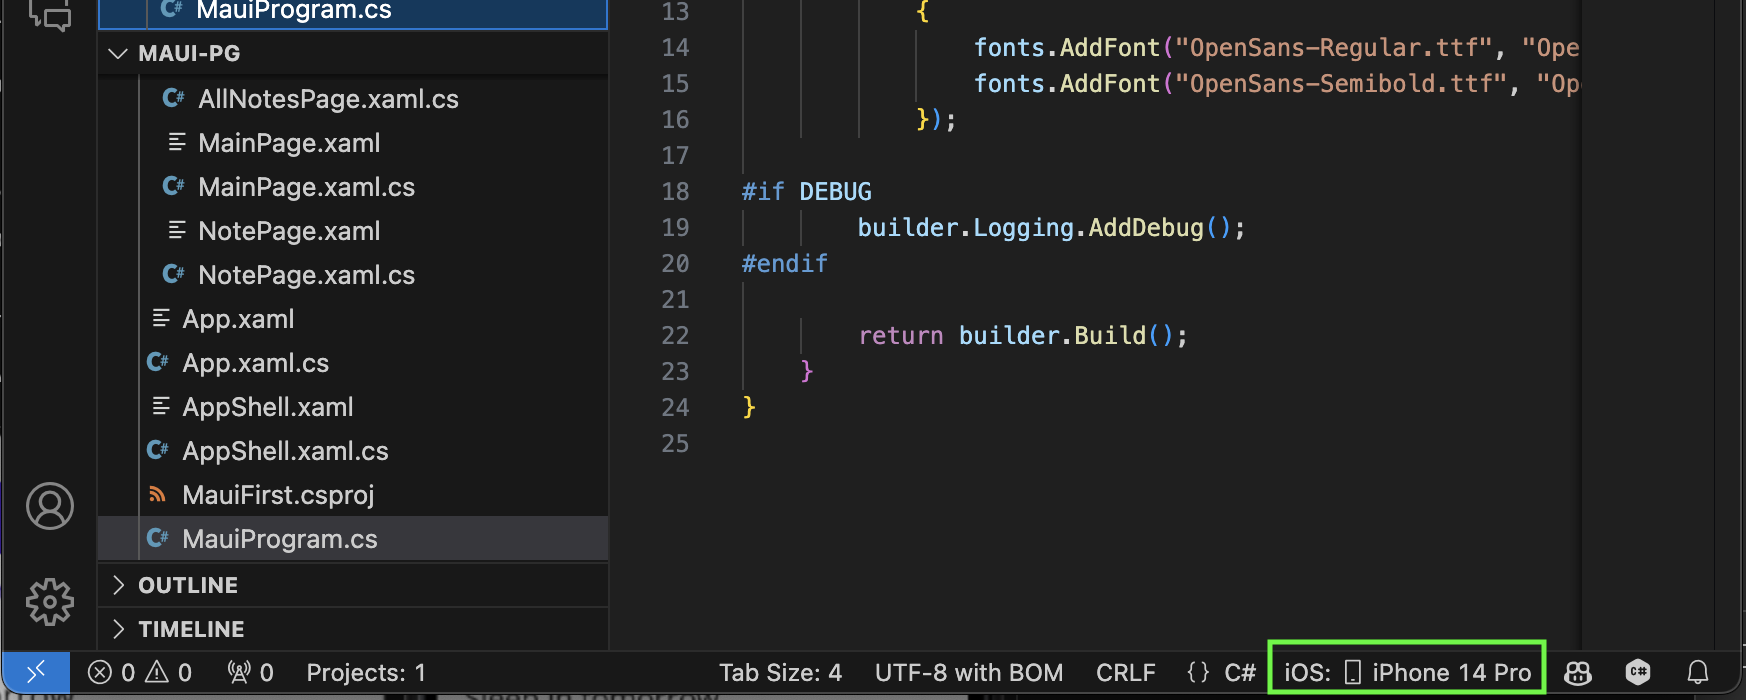 MauiProgram.cs
MAUI-PG
AllNotesPage.xaml.cs
MainPage.xaml
MainPage.xaml.cs
NotePage.xaml
NotePage.xaml.cs
App.xaml
App.xaml.cs
AppShell.xaml
AppShell.xaml.cs
MauiFirst.csproj
MauiProgram.cs
OUTLINE
TIMELINE
13 {
14 fonts.AddFont("OpenSans-Regular.ttf", "Ope
15 fonts.AddFont("OpenSans-Semibold.ttf", "Op
16 });
17
18 #if DEBUG
19 builder.Logging.AddDebug();
20 #endif
21
22 return builder.Build();
23 }
24 }
25
0 0 0 Projects: 1 Tab Size: 4 UTF-8 with BOM CRLF {} C# iOS: iPhone 14 Pro